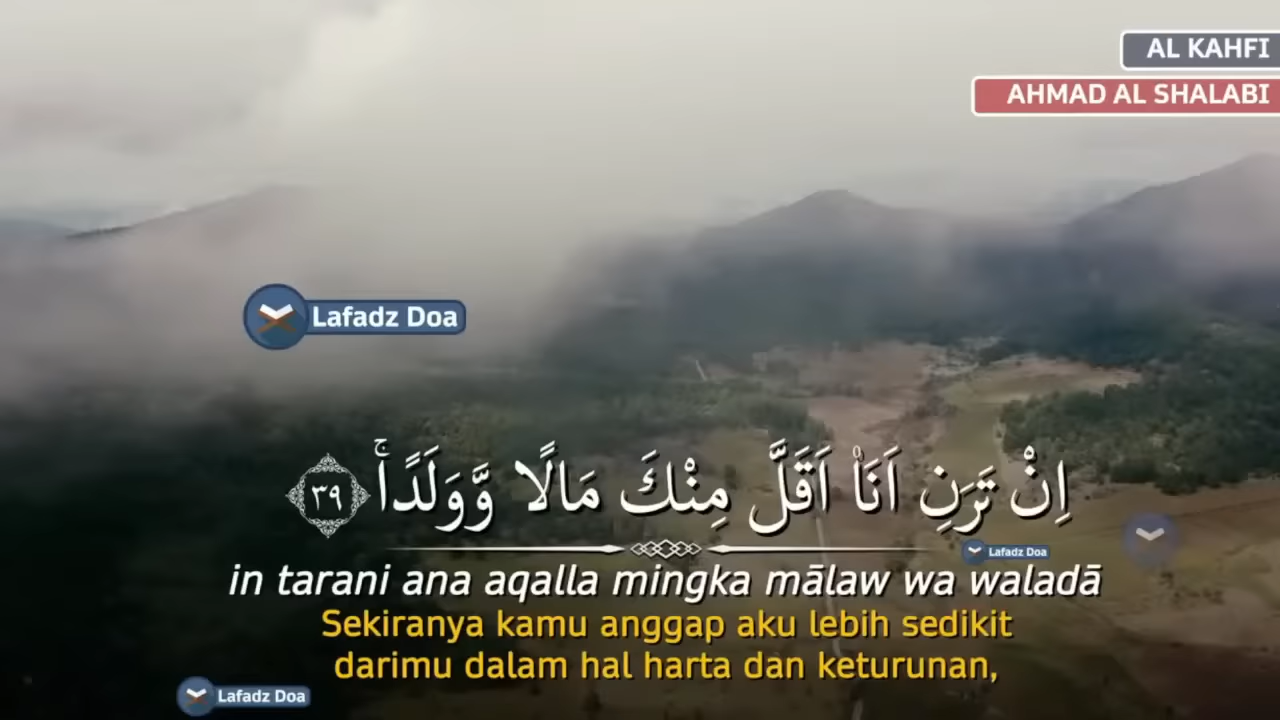 AL KAHFI
AHMAD AL SHALABI
Lafadz Doa
اِنْ تَرَنِ اَنَا۠ اَقَلَّ مِنْكَ مَالًا وَّوَلَدًاۚ ٣٩
Lafadz Doa
in tarani ana aqalla mingka mālaw wa waladā
Sekiranya kamu anggap aku lebih sedikit
darimu dalam hal harta dan keturunan,
Lafadz Doa